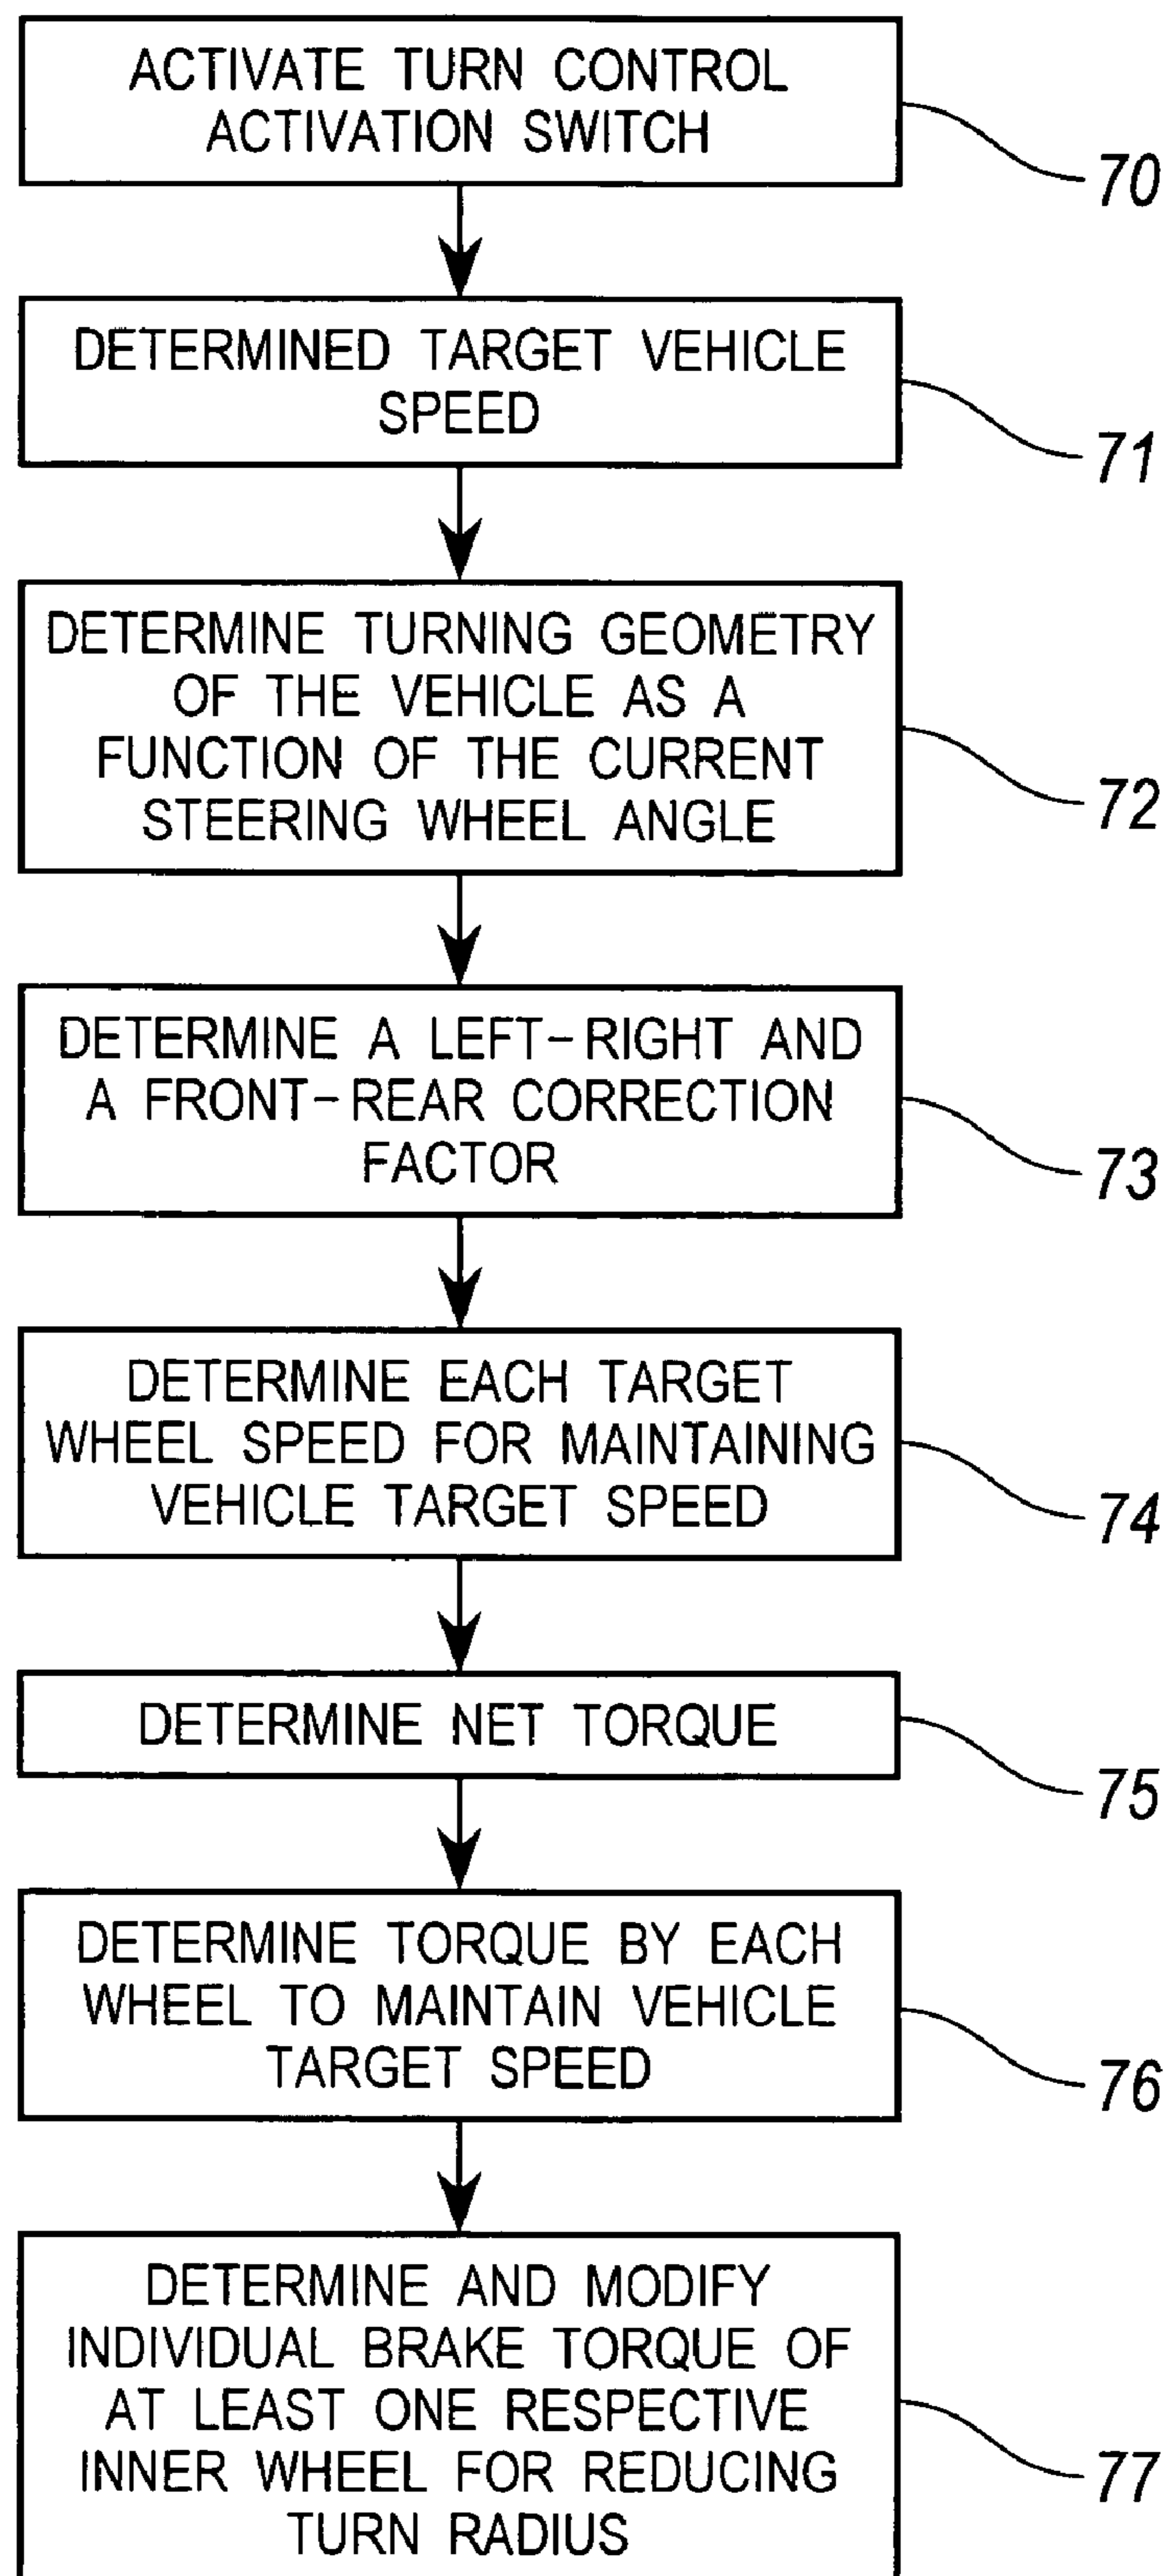 ACTIVATE TURN CONTROL
ACTIVATION SWITCH
70
DETERMINED TARGET VEHICLE
SPEED
71
DETERMINE TURNING GEOMETRY
OF THE VEHICLE AS A
FUNCTION OF THE CURRENT
STEERING WHEEL ANGLE
72
DETERMINE A LEFT-RIGHT AND
A FRONT-REAR CORRECTION
FACTOR
73
DETERMINE EACH TARGET
WHEEL SPEED FOR MAINTAINING
VEHICLE TARGET SPEED
74
DETERMINE NET TORQUE
75
DETERMINE TORQUE BY EACH
WHEEL TO MAINTAIN VEHICLE
TARGET SPEED
76
DETERMINE AND MODIFY
INDIVIDUAL BRAKE TORQUE OF
AT LEAST ONE RESPECTIVE
INNER WHEEL FOR REDUCING
TURN RADIUS
77